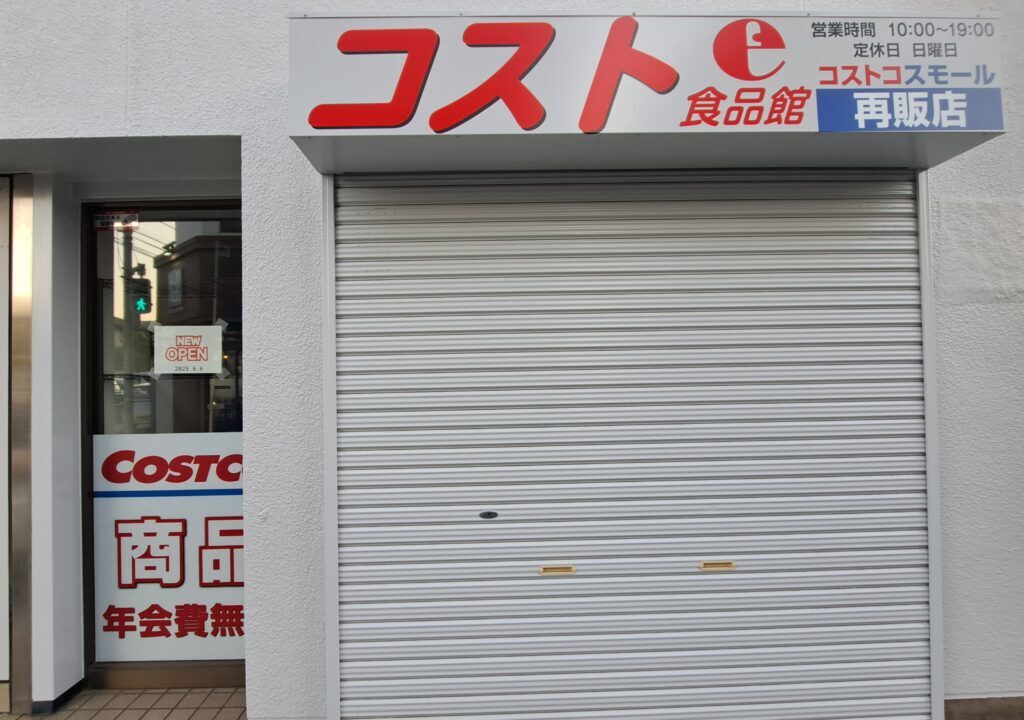 コスト
e
食品館
営業時間 10:00~19:00
定休日 日曜日
コストコスモール
再販店
NEW
OPEN
2025.6.6
COSTC
商品
年会費無